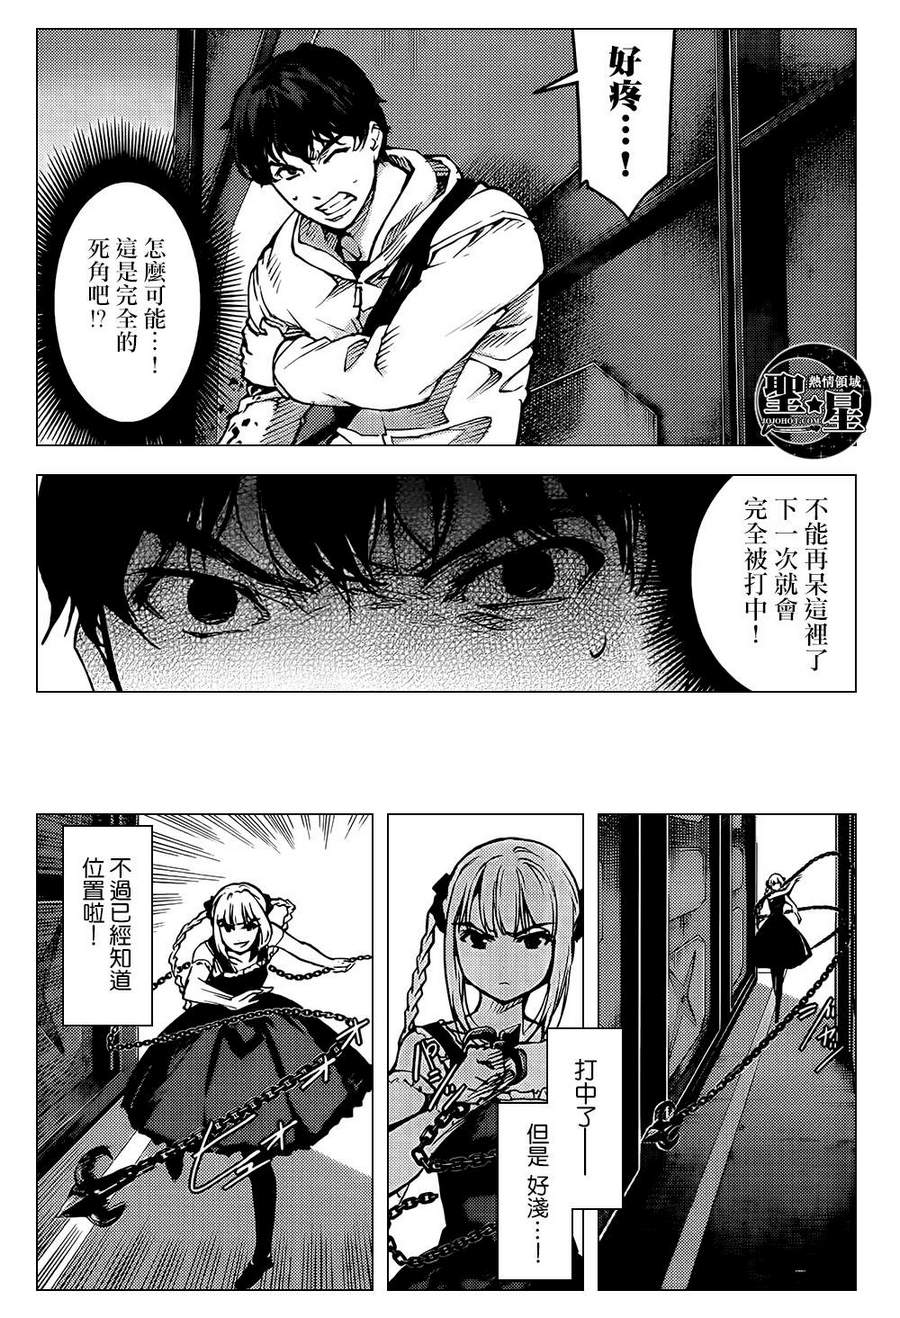 好疼…！
怎麼可能…！
這是完全的
死角吧!?
熱情領域
聖★星
JOJOHOT.COM
不能再呆這裡了
下一次就會
完全被打中！
打中了——
但是 好淺…！
不過已經知道
位置啦！